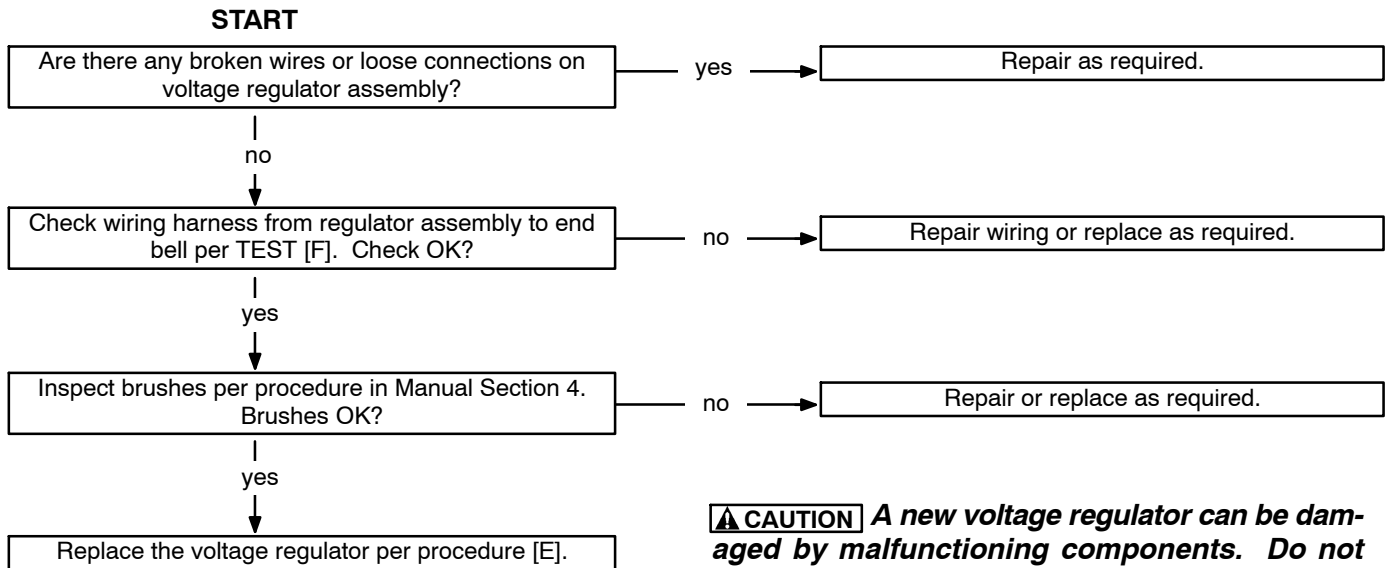 START
Are there any broken wires or loose connections on
voltage regulator assembly?
yes
Repair as required.
no
Check wiring harness from regulator assembly to end
bell per TEST [F]. Check OK?
no
Repair wiring or replace as required.
yes
Inspect brushes per procedure in Manual Section 4.
Brushes OK?
no
Repair or replace as required.
yes
Replace the voltage regulator per procedure [E].
CAUTION A new voltage regulator can be dam-
aged by malfunctioning components. Do not